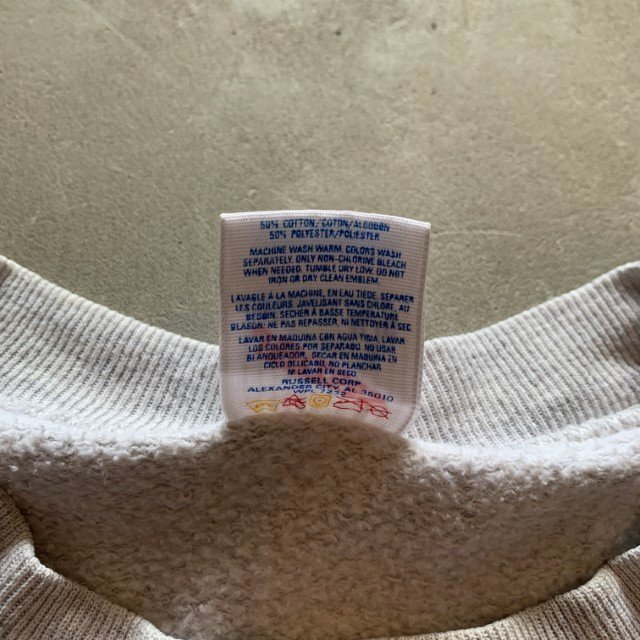 50% COTTON, COTON/ALGODON
50% POLYESTER/POLIESTER
MACHINE WASH WARM, COLORS WASH
SEPARATELY. ONLY NON-CHLORINE BLEACH
WHEN NEEDED. TUMBLE DRY LOW. DO NOT
IRON OR DRY CLEAN EMBLEM.
LAVABLE À LA MACHINE, EN EAU TIEDE. SEPARER
LES COULEURS. JAVELISANT SANS CHLORE, AU
BESOIN. SÉCHER À BASSE TEMPÉRATURE
NE PAS REPASSER, NI NETTOYER À SEC.
LAVAR EN MAQUINA CON AGUA TIBIA. LAVAR
LOS COLORES POR SEPARADO. NO USAR
BLANQUEADOR. SECAR EN MAQUINA EN
CICLO DELICADO. NO PLANCHAR
NI LAVAR EN SECO
RUSSELL CORP.
ALEXANDER CITY, AL 35010